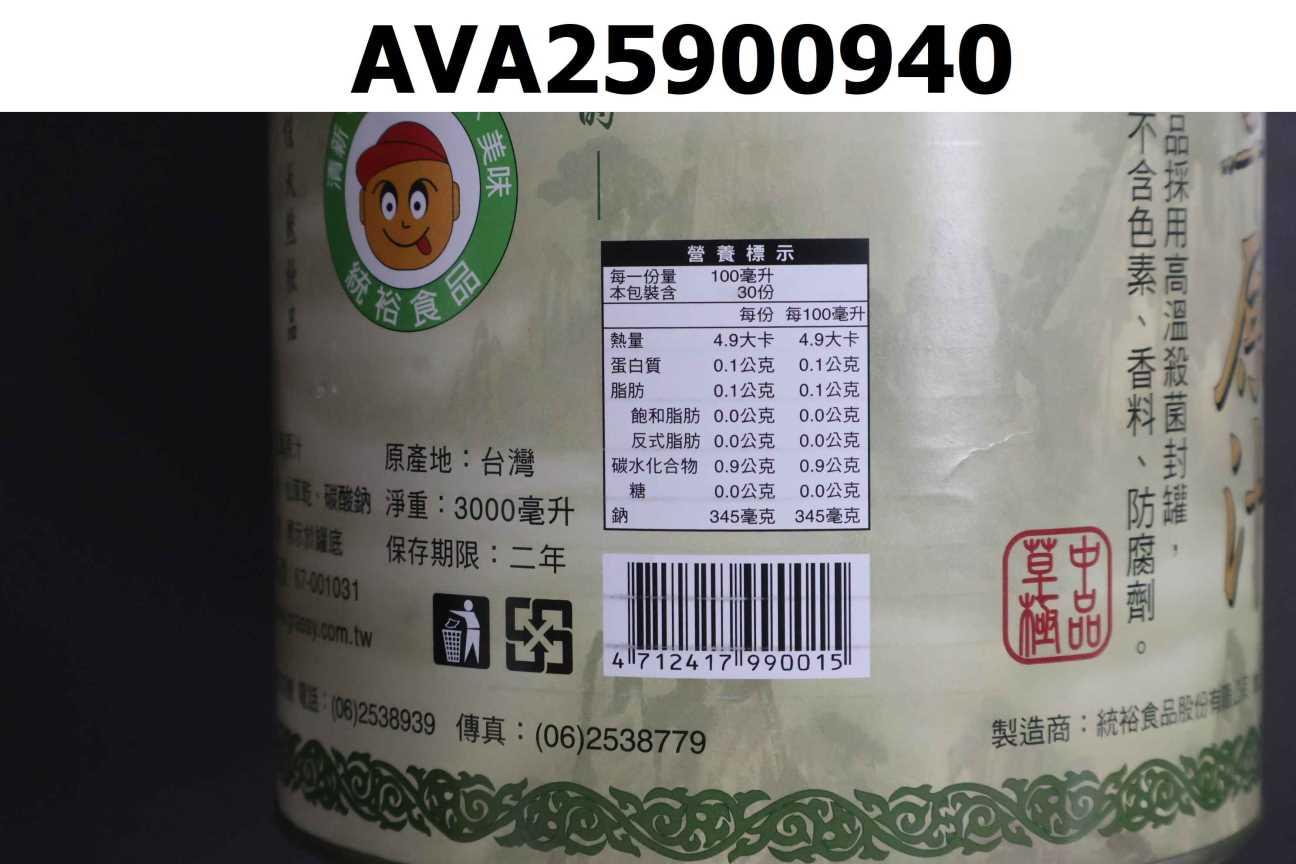 AVA25900940
清新
美味
統裕食品
營養標示
每一份量 100毫升
本包裝含 30份
每份 每100毫升
熱量 4.9大卡 4.9大卡
蛋白質 0.1公克 0.1公克
脂肪 0.1公克 0.1公克
飽和脂肪 0.0公克 0.0公克
反式脂肪 0.0公克 0.0公克
碳水化合物 0.9公克 0.9公克
糖 0.0公克 0.0公克
鈉 345毫克 345毫克
4 712417 990015
碳酸鈉
原產地：台灣
淨重：3000毫升
保存期限：二年
67-001031
.com.tw
電話：(06)2538939 傳真：(06)2538779
品採用高溫殺菌封罐，
不含色素、香料、防腐劑。
中品
草極
製造商：統裕食品股份有